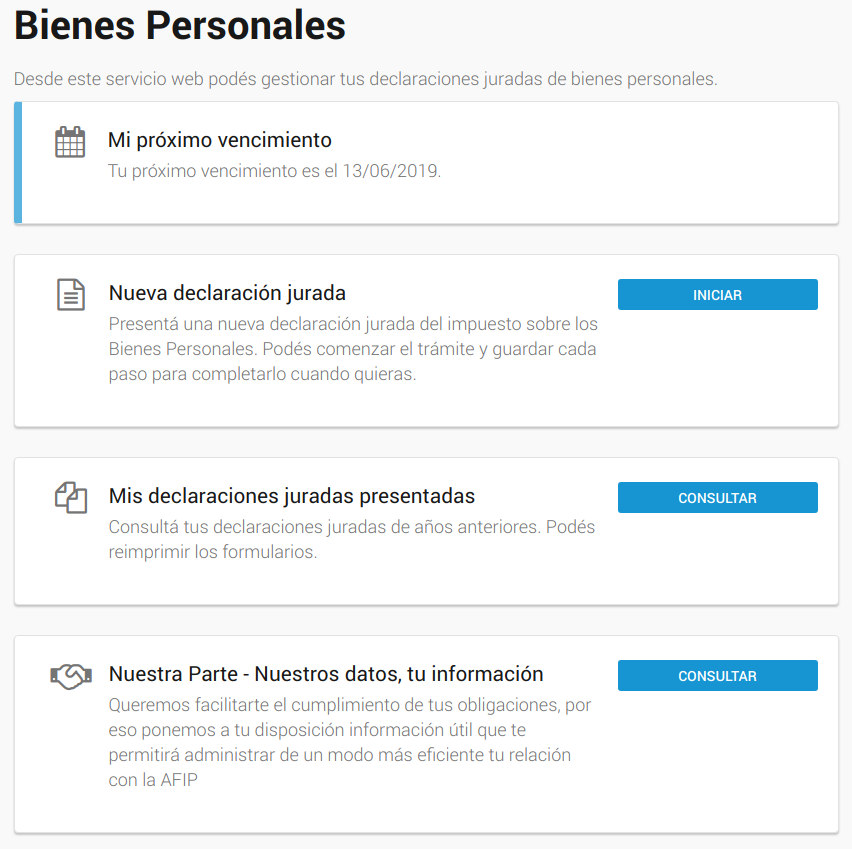 Bienes Personales
Desde este servicio web podés gestionar tus declaraciones juradas de bienes personales.
Mi próximo vencimiento
Tu próximo vencimiento es el 13/06/2019.
Nueva declaración jurada
INICIAR
Presentá una nueva declaración jurada del impuesto sobre los
Bienes Personales. Podés comenzar el trámite y guardar cada
paso para completarlo cuando quieras.
Mis declaraciones juradas presentadas
CONSULTAR
Consultá tus declaraciones juradas de años anteriores. Podés
reimprimir los formularios.
Nuestra Parte - Nuestros datos, tu información
CONSULTAR
Queremos facilitarte el cumplimiento de tus obligaciones, por
eso ponemos a tu disposición información útil que te
permitirá administrar de un modo más eficiente tu relación
con la AFIP